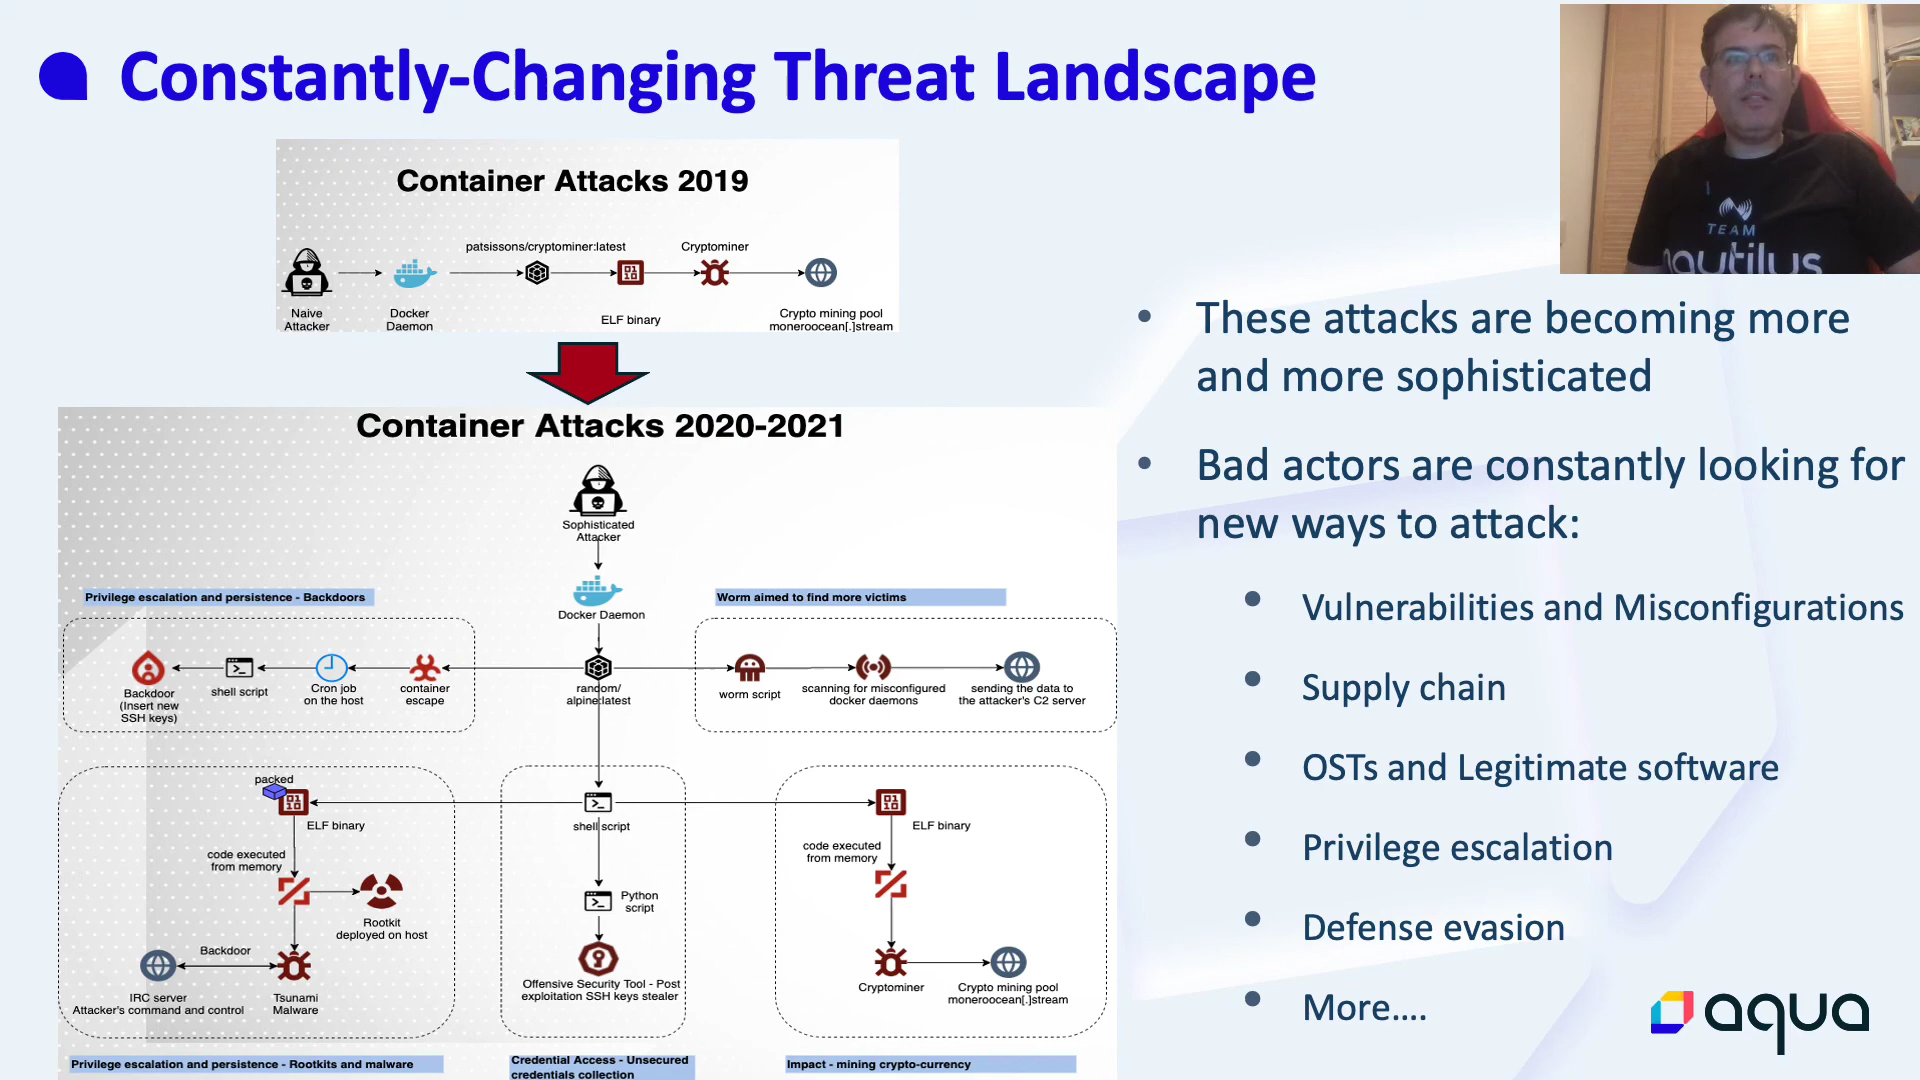 Constantly-Changing Threat Landscape
Container Attacks 2019
patsissons/cryptominer:latest
Cryptominer
Naive
Attacker
Docker
Daemon
ELF binary
Crypto mining pool
moneroocean[.]stream
Container Attacks 2020-2021
Sophisticated
Attacker
Docker Daemon
Privilege escalation and persistence - Backdoors
Worm aimed to find more victims
Backdoor
(Insert new
SSH keys)
shell script
Cron job
on the host
container
escape
random/
alpine:latest
worm script
scanning for misconfigured
docker daemons
sending the data to
the attacker's C2 server
packed
ELF binary
code executed
from memory
Rootkit
deployed on host
Backdoor
IRC server
Attacker's command and control
Tsunami
Malware
shell script
Python
script
Offensive Security Tool - Post
exploitation SSH keys stealer
ELF binary
code executed
from memory
Cryptominer
Crypto mining pool
moneroocean[.]stream
Privilege escalation and persistence - Rootkits and malware
Credential Access - Unsecured
credentials collection
Impact - mining crypto-currency
TEAM
nautilus
• These attacks are becoming more
and more sophisticated
• Bad actors are constantly looking for
new ways to attack:
• Vulnerabilities and Misconfigurations
• Supply chain
• OSTs and Legitimate software
• Privilege escalation
• Defense evasion
• More....
aqua